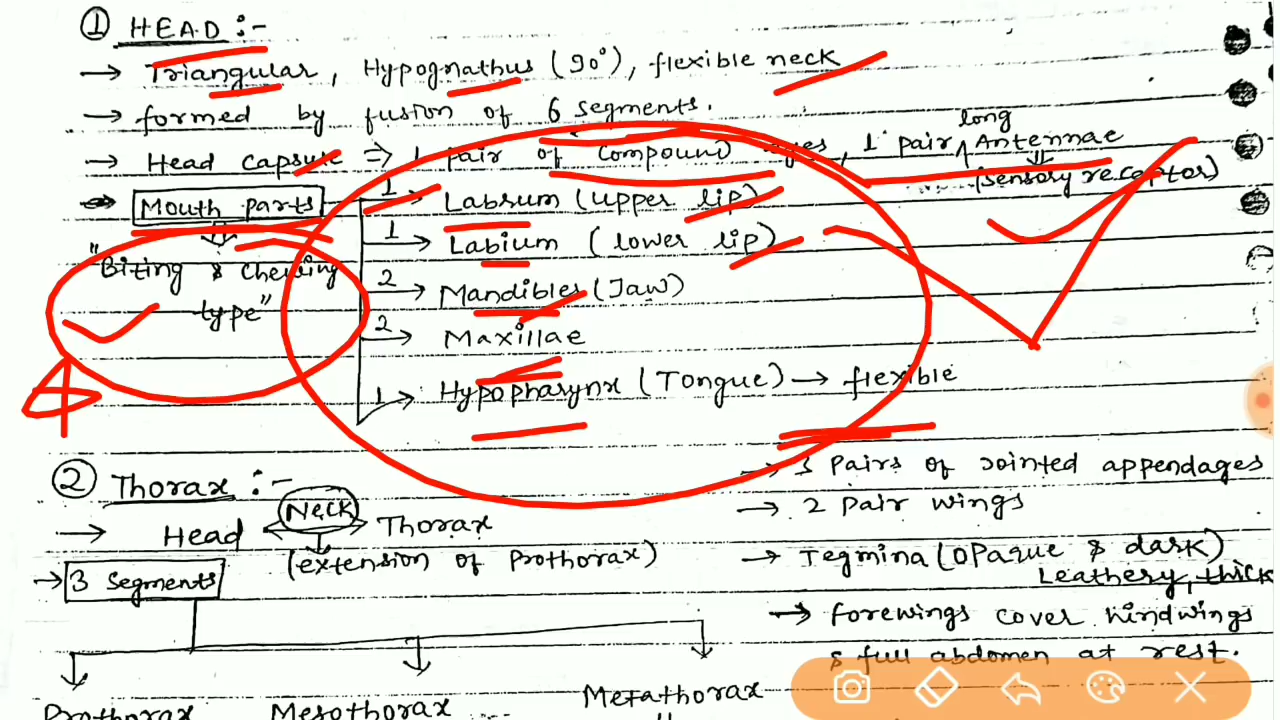 ① HEAD :-
→ Triangular, Hypognathus (90°), flexible neck
→ formed by fusion of 6 segments.
→ Head capsule ⇒ 1 pair of compound eyes, 1 pair long Antennae
(sensory receptor)
→ Mouth parts
"Biting & chewing
type"
1 → Labrum (upper lip)
1 → Labium (lower lip)
2 → Mandibles (Jaw)
2 → Maxillae
1 → Hypopharynx (Tongue) → flexible
② Thorax :-
→ Head Neck Thorax
(extension of Prothorax)
→ 3 segments
Prothorax Mesothorax Metathorax
→ 3 Pairs of Jointed appendages
→ 2 Pair wings
→ Tegmina (opaque & dark)
Leathery, thick
→ forewings cover hindwings
& full abdomen at rest.